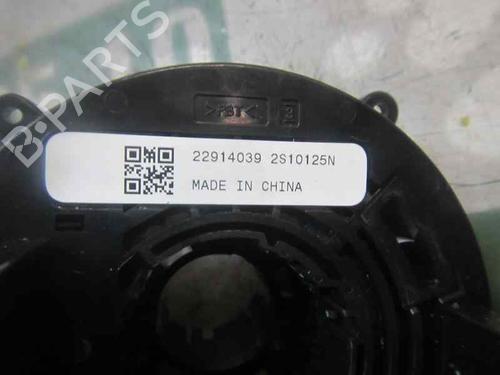 B-PARTS
>PBT<
22914039 2S10125N
MADE IN CHINA